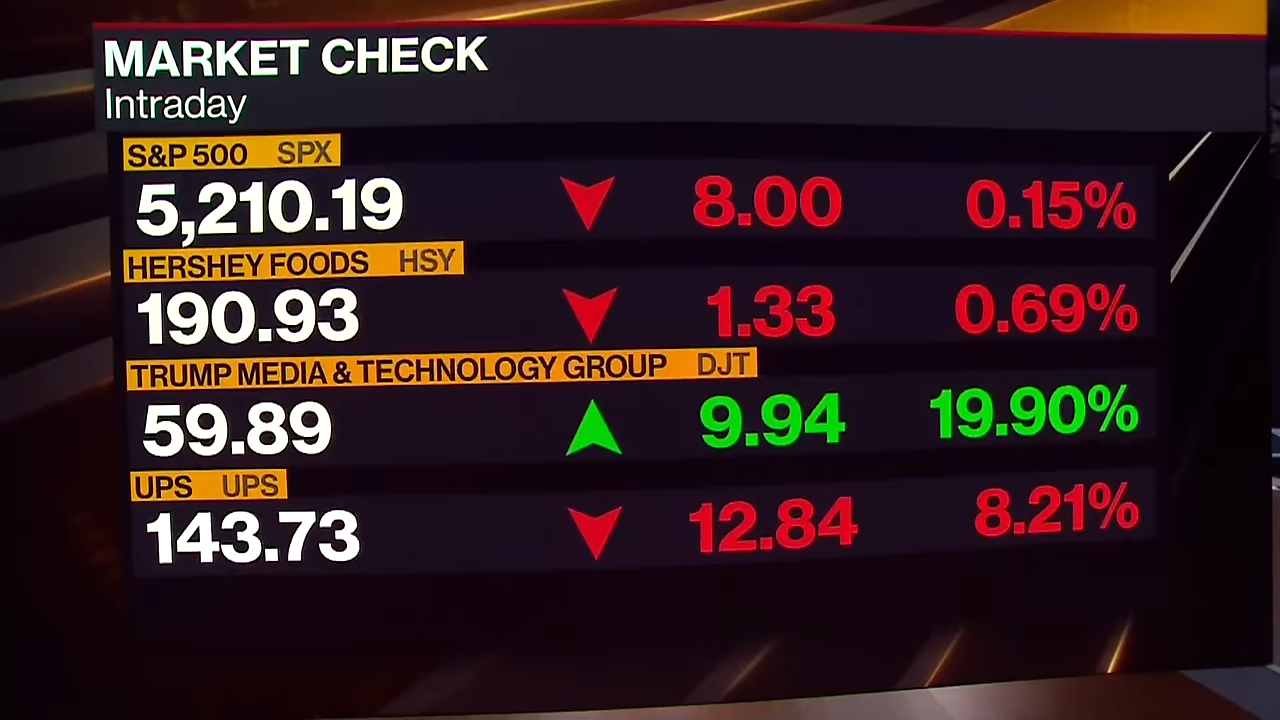 MARKET CHECK
Intraday
S&P 500 SPX
5,210.19 8.00 0.15%
HERSHEY FOODS HSY
190.93 1.33 0.69%
TRUMP MEDIA & TECHNOLOGY GROUP DJT
59.89 9.94 19.90%
UPS UPS
143.73 12.84 8.21%